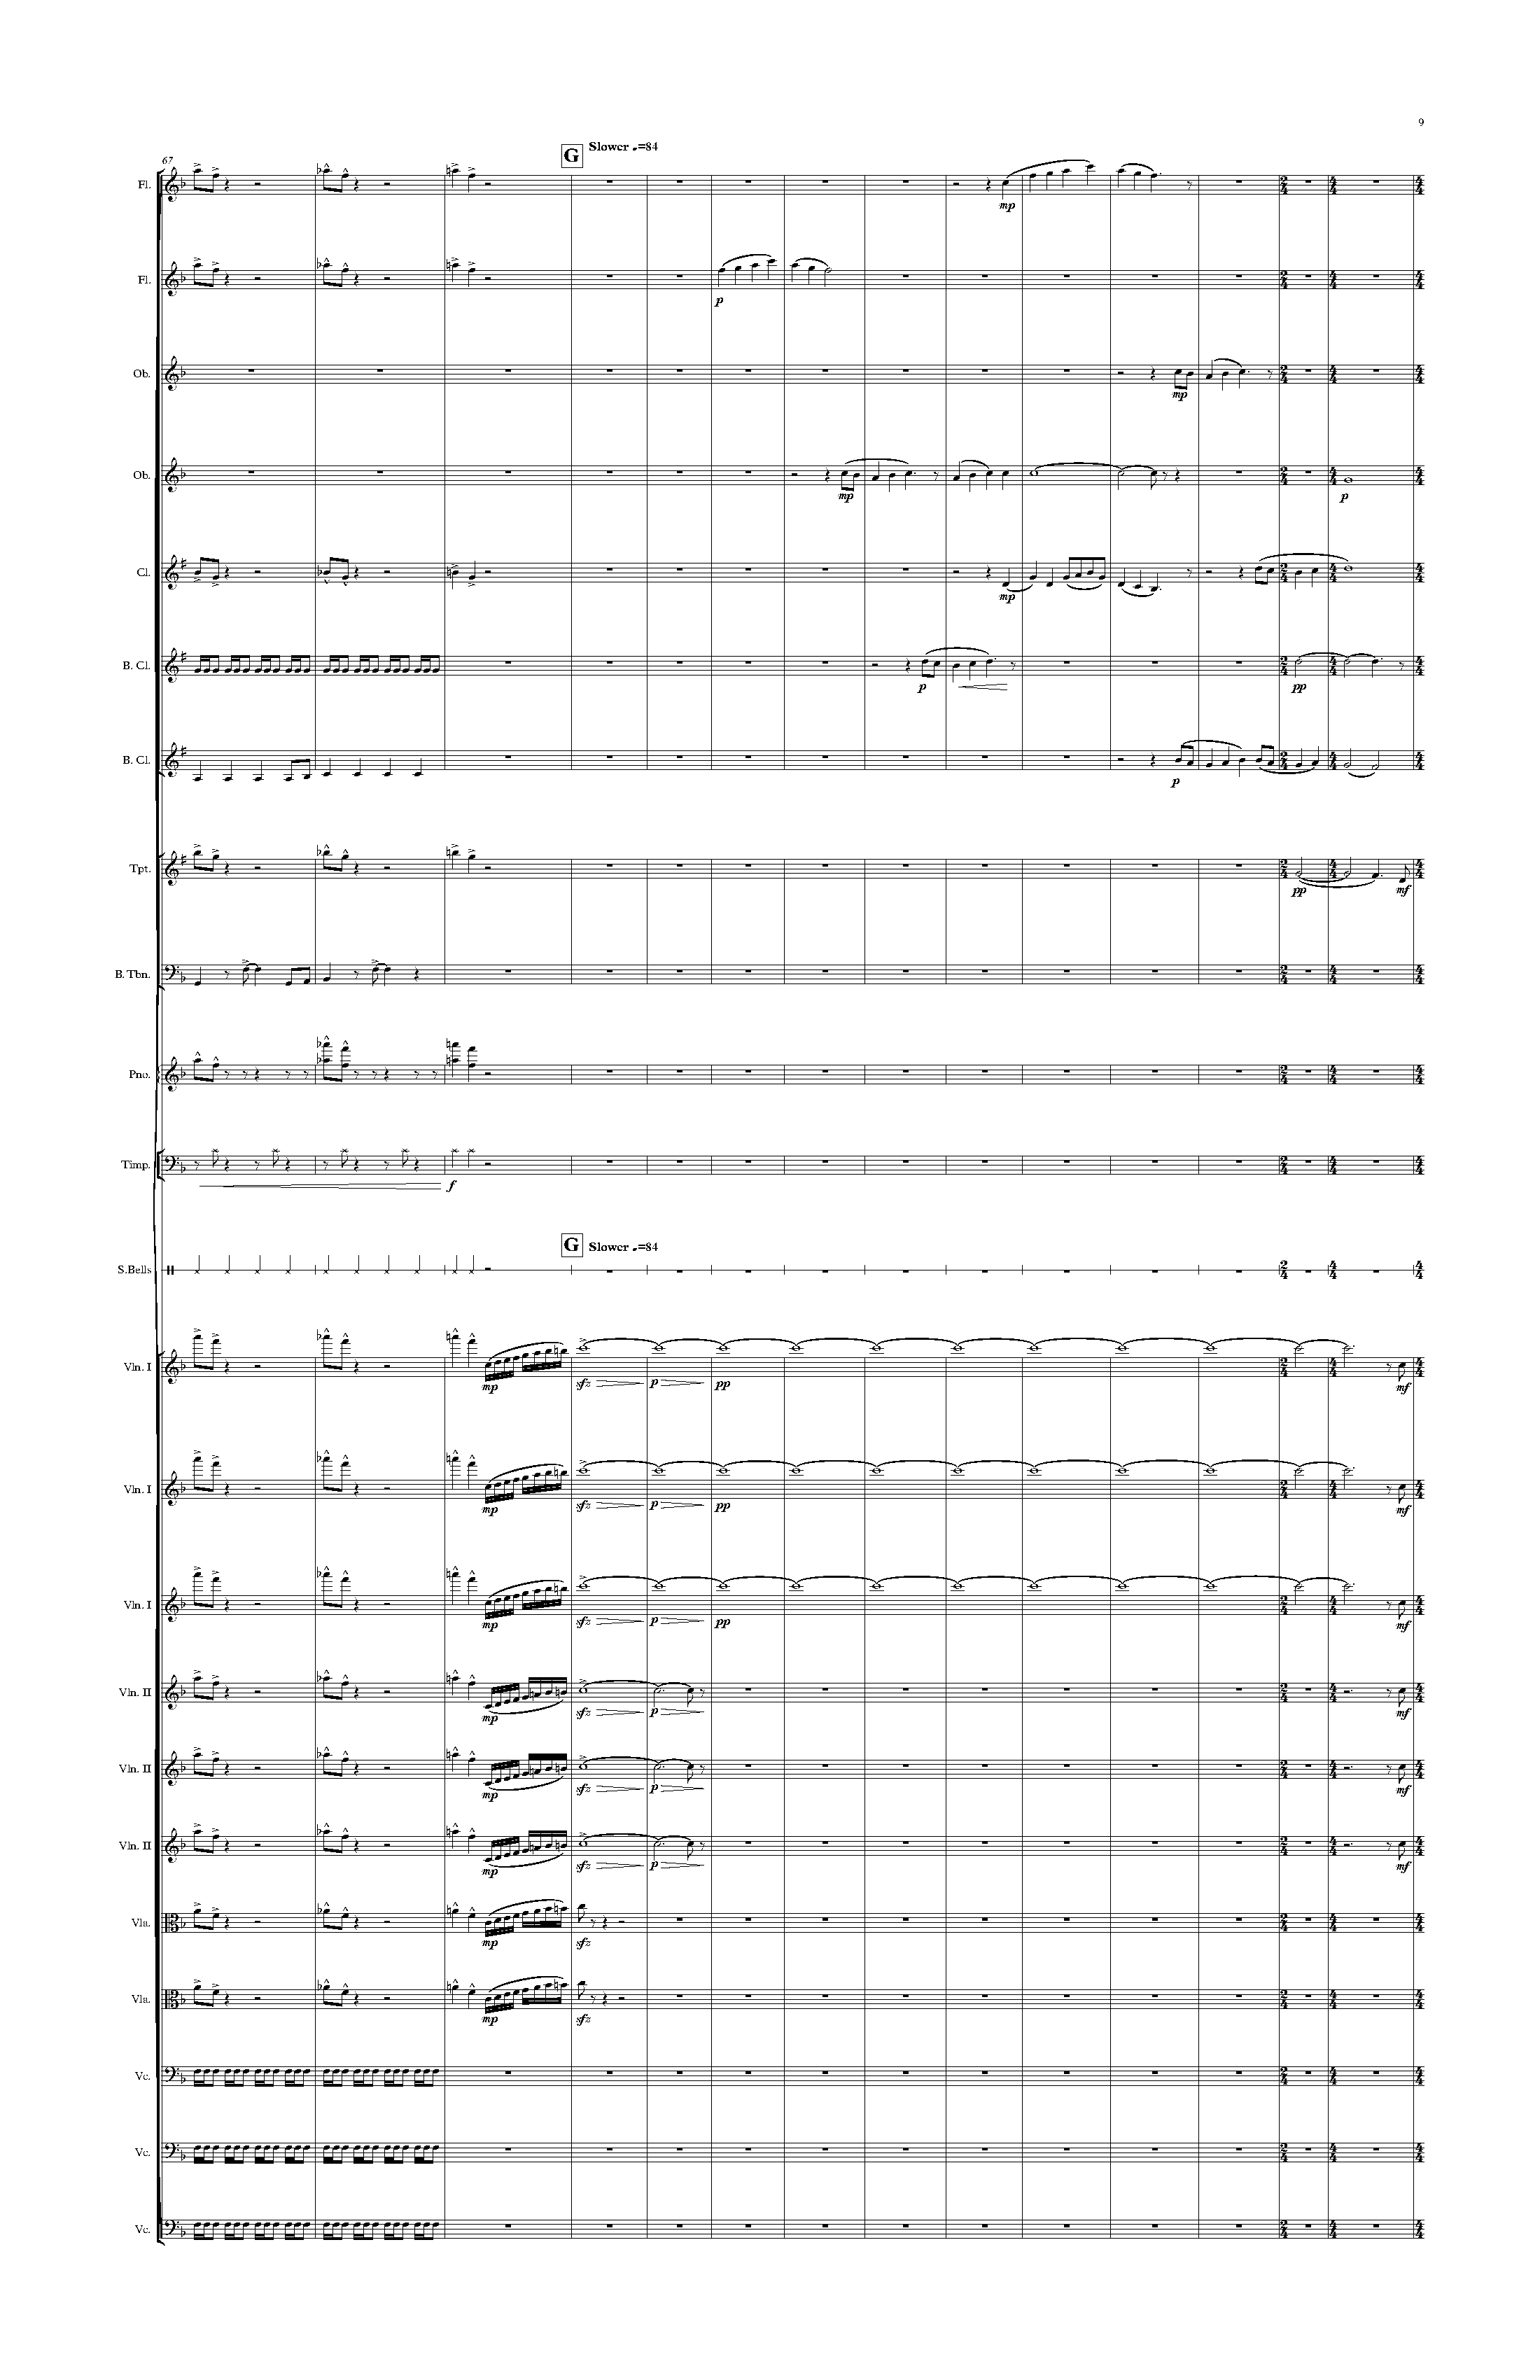 9
67
G Slower ♩=84
Fl.
mp
Fl.
p
Ob.
mp
Ob.
mp p
Cl.
mp
B. Cl.
p pp
B. Cl.
p
Tpt.
pp mf
B. Tbn.
Pno.
Timp.
f
G Slower ♩=84
S.Bells
Vln. I
mp sfz p pp mf
Vln. I
mp sfz p pp mf
Vln. I
mp sfz p pp mf
Vln. II
mp sfz p mf
Vln. II
mp sfz p mf
Vln. II
mp sfz p mf
Vla.
mp sfz
Vla.
mp sfz
Vc.
Vc.
Vc.